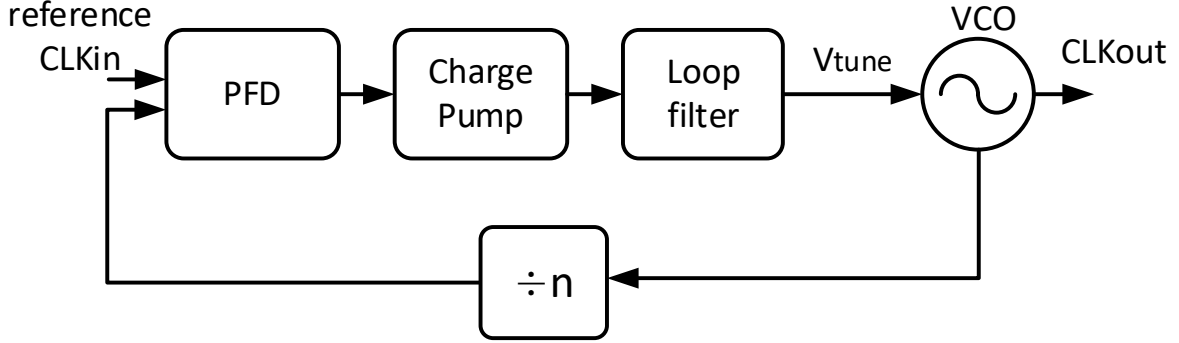 reference
CLKin
PFD
Charge
Pump
Loop
filter
Vtune
VCO
CLKout
÷n